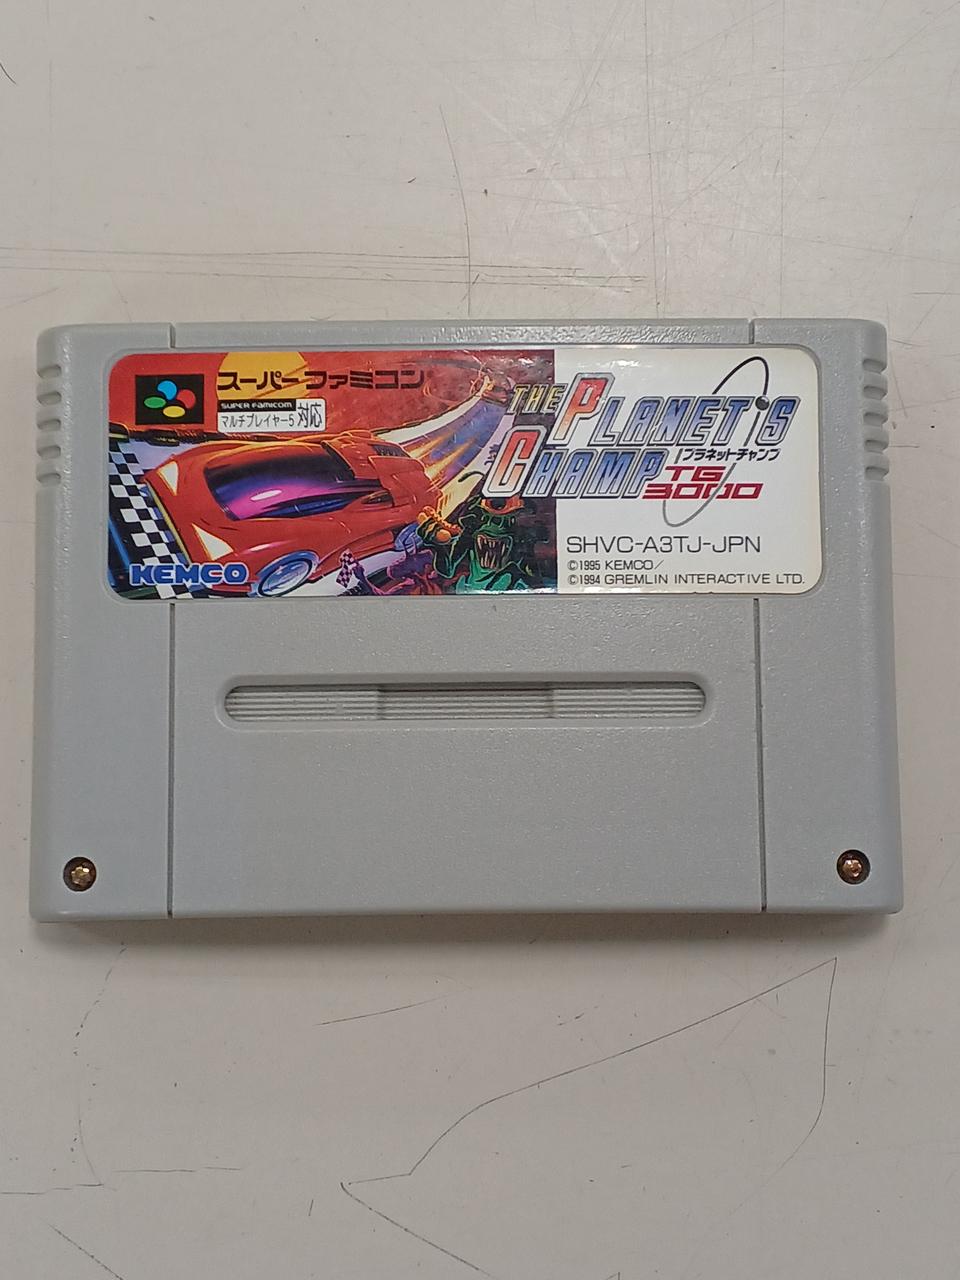 スーパーファミコン
SUPER FAMICOM
マルチプレイヤー5 対応
KEMCO
THE PLANET'S
CHAMP
プラネットチャンプ
TG
3000
SHVC-A3TJ-JPN
©1995 KEMCO/
©1994 GREMLIN INTERACTIVE LTD.